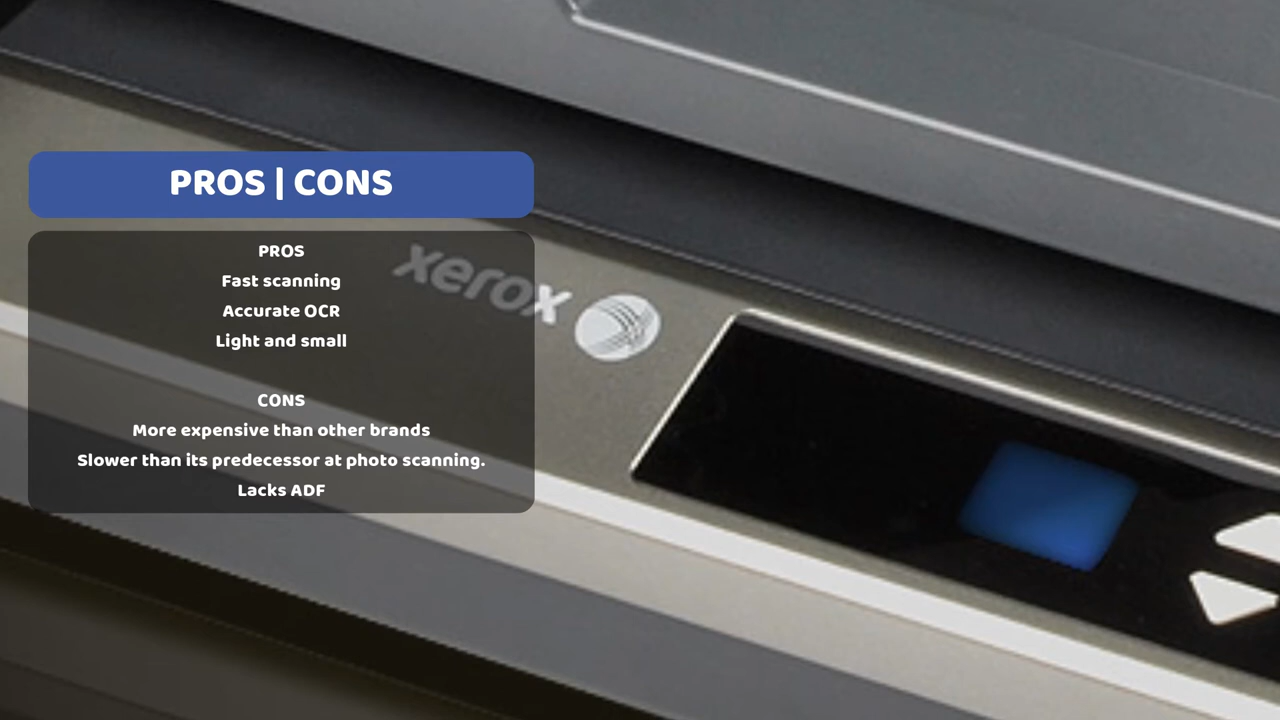 PROS | CONS
PROS
Fast scanning
Accurate OCR
Light and small
CONS
More expensive than other brands
Slower than its predecessor at photo scanning.
Lacks ADF
xerox